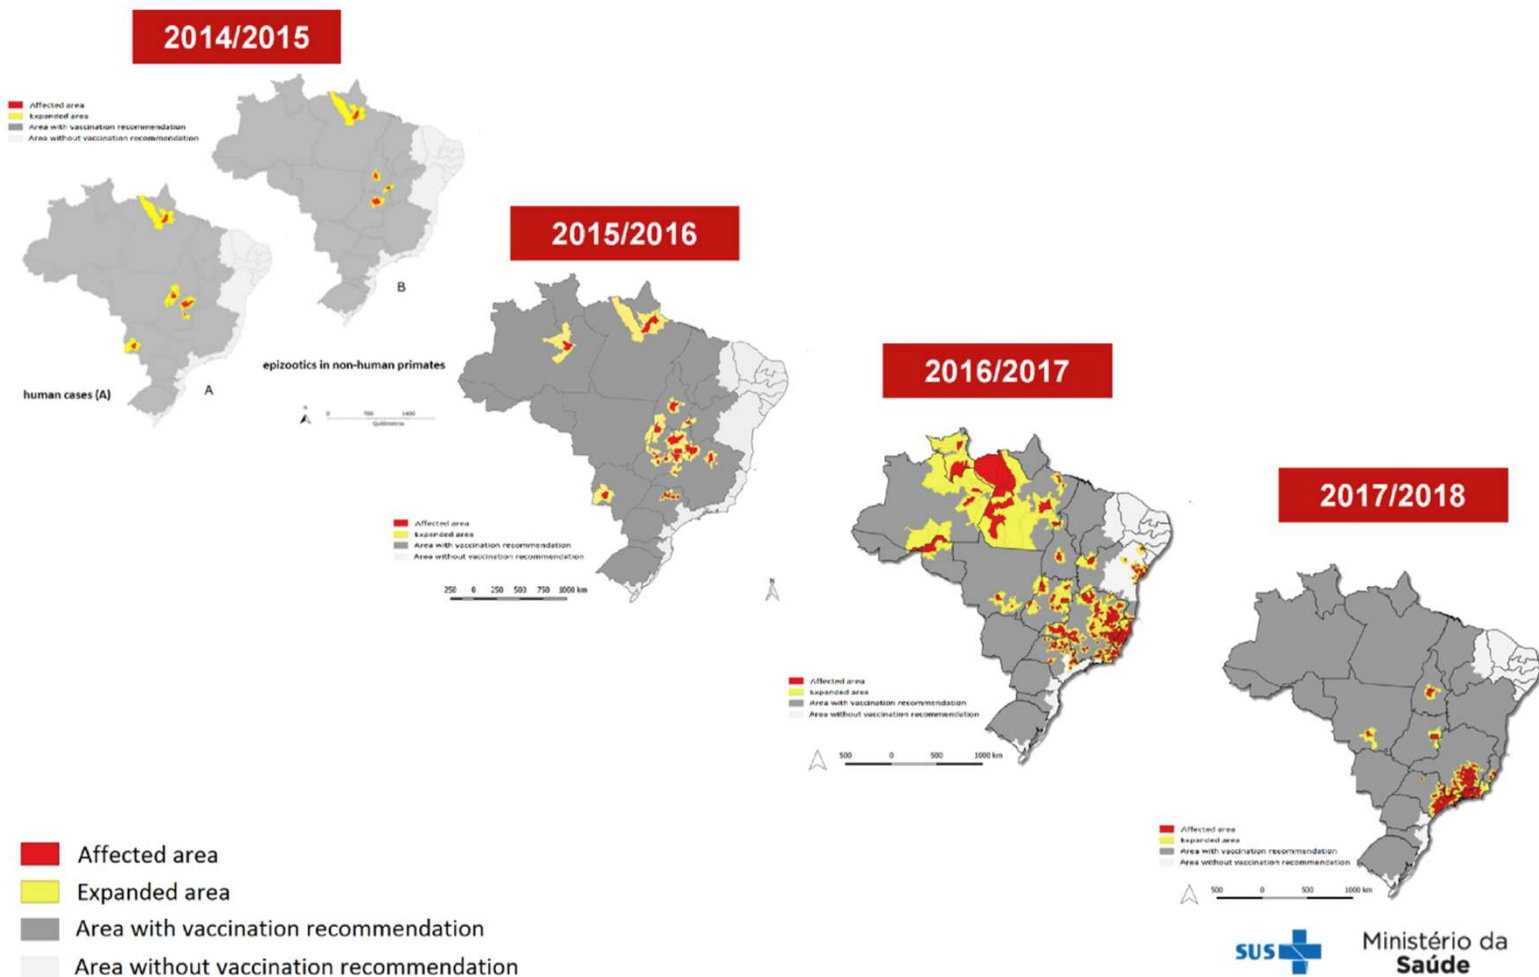 2014/2015
Affected area
Expanded area
Area with vaccination recommendation
Area without vaccination recommendation
B
epizootics in non-human primates
human cases (A)
A
N
0 700 1400
Quilômetros
2015/2016
Affected area
Expanded area
Area with vaccination recommendation
Area without vaccination recommendation
250 0 250 500 750 1000 km
N
2016/2017
Affected area
Expanded area
Area with vaccination recommendation
Area without vaccination recommendation
500 0 500 1000 km
2017/2018
Affected area
Expanded area
Area with vaccination recommendation
Area without vaccination recommendation
500 0 500 1000 km
Affected area
Expanded area
Area with vaccination recommendation
Area without vaccination recommendation
SUS
Ministério da
Saúde